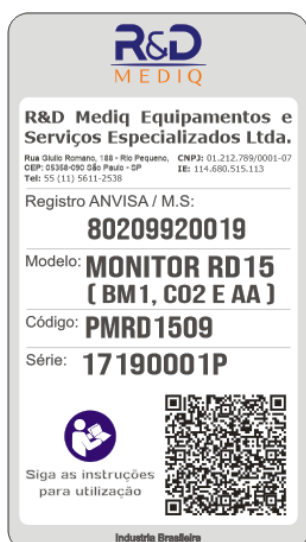 R&D
MEDIQ
R&D Mediq Equipamentos e
Serviços Especializados Ltda.
Rua Giulio Romano, 188 - Rio Pequeno, CNPJ: 01.212.789/0001-07
CEP: 05358-090 São Paulo - SP IE: 114.680.515.113
Tel: 55 (11) 5611-2538
Registro ANVISA / M.S:
80209920019
Modelo: MONITOR RD15
( BM1, CO2 E AA )
Código: PMRD1509
Série: 17190001P
Siga as instruções
para utilização
Industria Brasileira